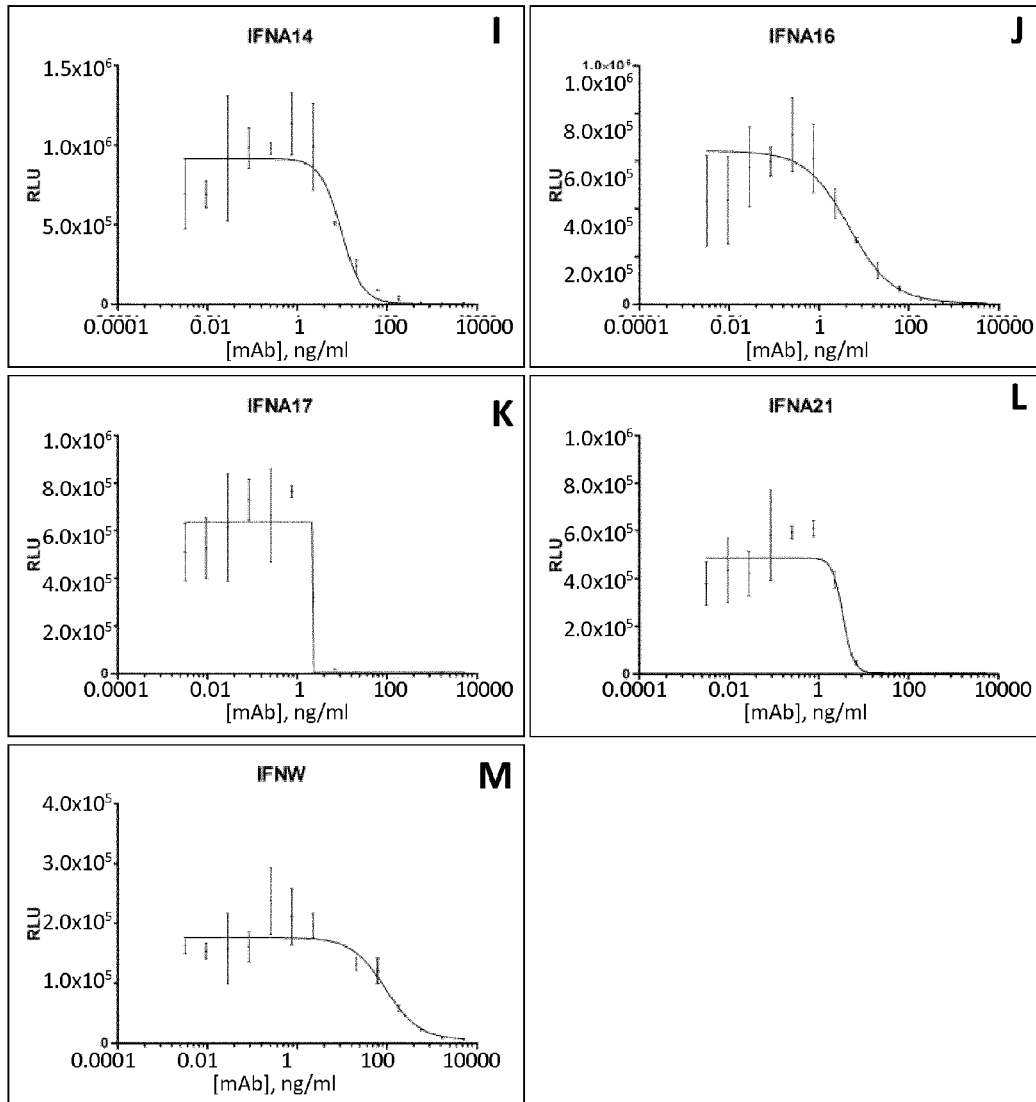 IFNA14
I
1.5x10⁶
1.0x10⁶
5.0x10⁵
0
RLU
0.0001 0.01 1 100 10000
[mAb], ng/ml
IFNA16
J
1.0x10⁶
1.0x10⁶
8.0x10⁵
6.0x10⁵
4.0x10⁵
2.0x10⁵
0
RLU
0.0001 0.01 1 100 10000
[mAb], ng/ml
IFNA17
K
1.0x10⁶
8.0x10⁵
6.0x10⁵
4.0x10⁵
2.0x10⁵
0
RLU
0.0001 0.01 1 100 10000
[mAb], ng/ml
IFNA21
L
1.0x10⁶
8.0x10⁵
6.0x10⁵
4.0x10⁵
2.0x10⁵
0
RLU
0.0001 0.01 1 100 10000
[mAb], ng/ml
IFNW
M
4.0x10⁵
3.0x10⁵
2.0x10⁵
1.0x10⁵
0
RLU
0.0001 0.01 1 100 10000
[mAb], ng/ml